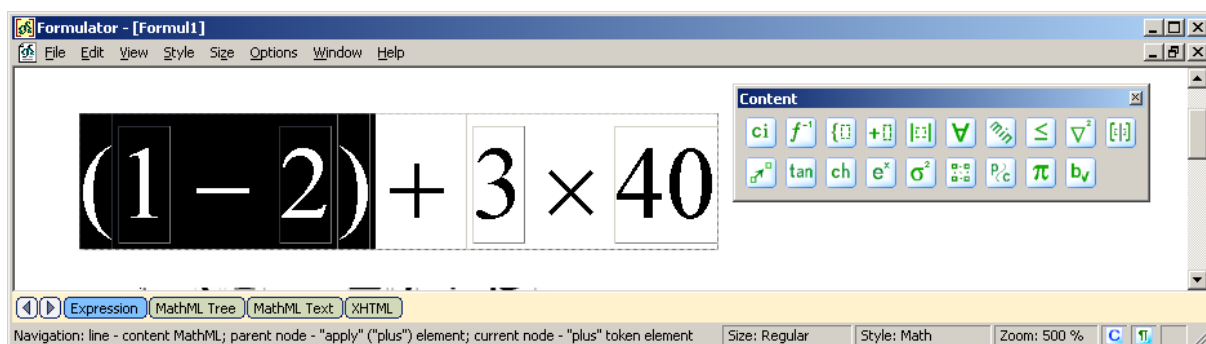 Formulator - [Formul1]
File Edit View Style Size Options Window Help
Content
ci f⁻¹ {▯ +▯ |▯| ∀ min ≤ ∇² [▯|▯]
tan ch eˣ σ² P/C π b√
(1 − 2) + 3 × 40
Expression MathML Tree MathML Text XHTML
Navigation: line - content MathML; parent node - "apply" ("plus") element; current node - "plus" token element Size: Regular Style: Math Zoom: 500 % C ¶